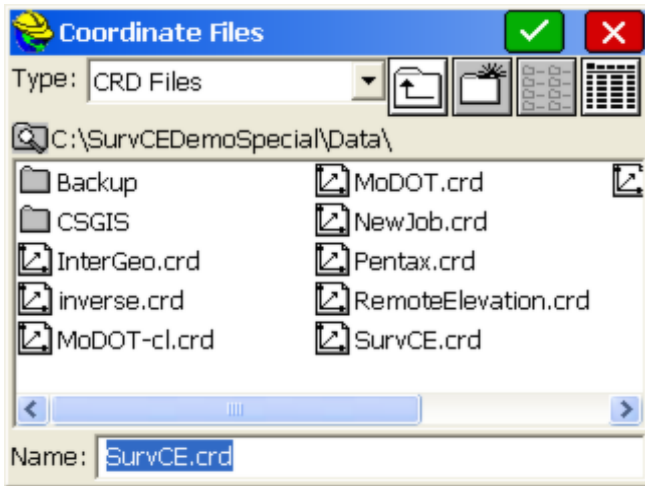 Coordinate Files
Type: CRD Files
C:\SurvCEDemoSpecial\Data\
Backup
CSGIS
InterGeo.crd
inverse.crd
MoDOT-cl.crd
MoDOT.crd
NewJob.crd
Pentax.crd
RemoteElevation.crd
SurvCE.crd
Name: SurvCE.crd